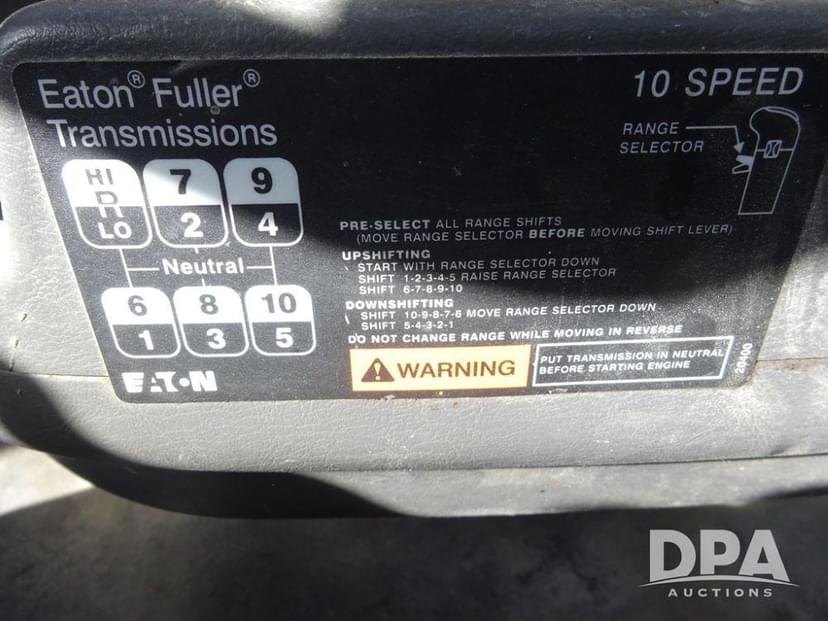 Eaton® Fuller®
Transmissions
10 SPEED
RANGE
SELECTOR
HI
R
LO
7
2
9
4
Neutral
6
1
8
3
10
5
EATON
PRE-SELECT ALL RANGE SHIFTS
(MOVE RANGE SELECTOR BEFORE MOVING SHIFT LEVER)
UPSHIFTING
START WITH RANGE SELECTOR DOWN
SHIFT 1-2-3-4-5 RAISE RANGE SELECTOR
SHIFT 6-7-8-9-10
DOWNSHIFTING
SHIFT 10-9-8-7-6 MOVE RANGE SELECTOR DOWN
SHIFT 5-4-3-2-1
DO NOT CHANGE RANGE WHILE MOVING IN REVERSE
WARNING
PUT TRANSMISSION IN NEUTRAL
BEFORE STARTING ENGINE
20400
DPA
AUCTIONS